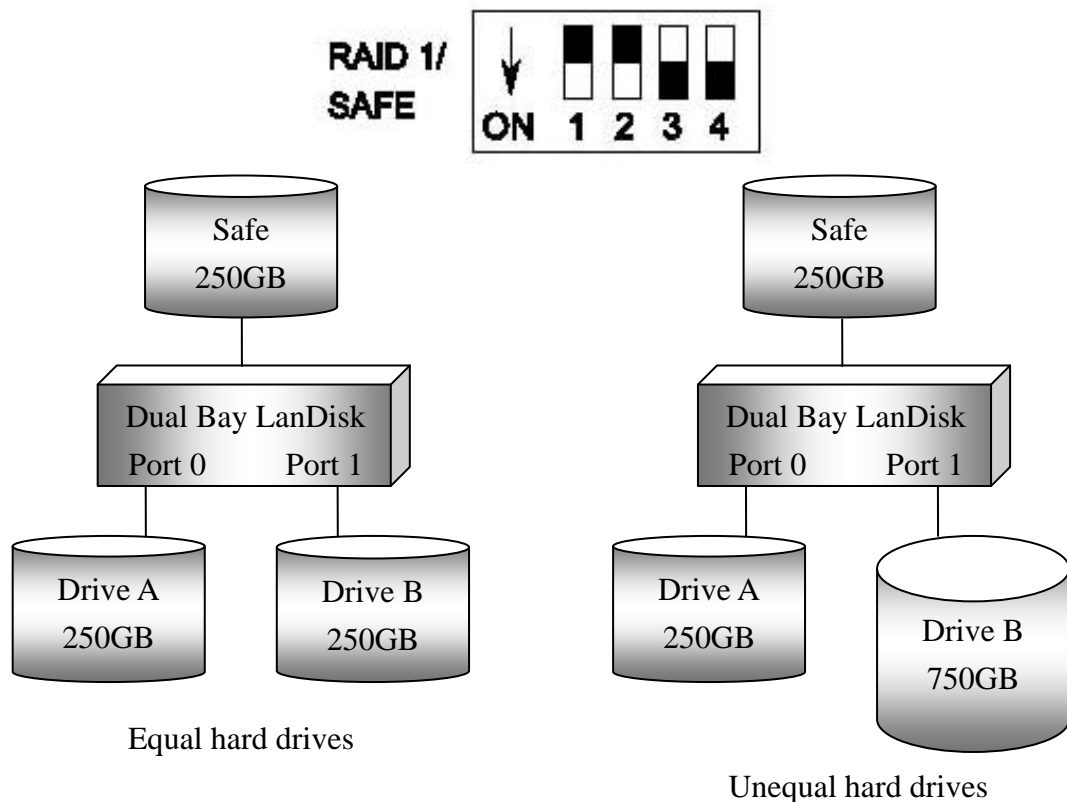 RAID 1/
SAFE
ON 1 2 3 4
Safe
250GB
Dual Bay LanDisk
Port 0 Port 1
Drive A
250GB
Drive B
250GB
Equal hard drives
Safe
250GB
Dual Bay LanDisk
Port 0 Port 1
Drive A
250GB
Drive B
750GB
Unequal hard drives